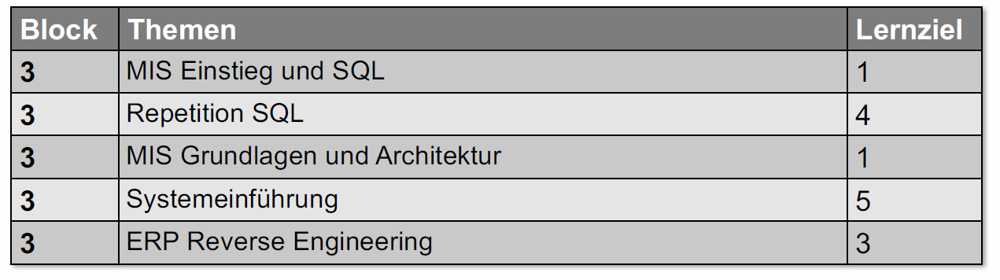 Block Themen Lernziel
3 MIS Einstieg und SQL 1
3 Repetition SQL 4
3 MIS Grundlagen und Architektur 1
3 Systemeinführung 5
3 ERP Reverse Engineering 3